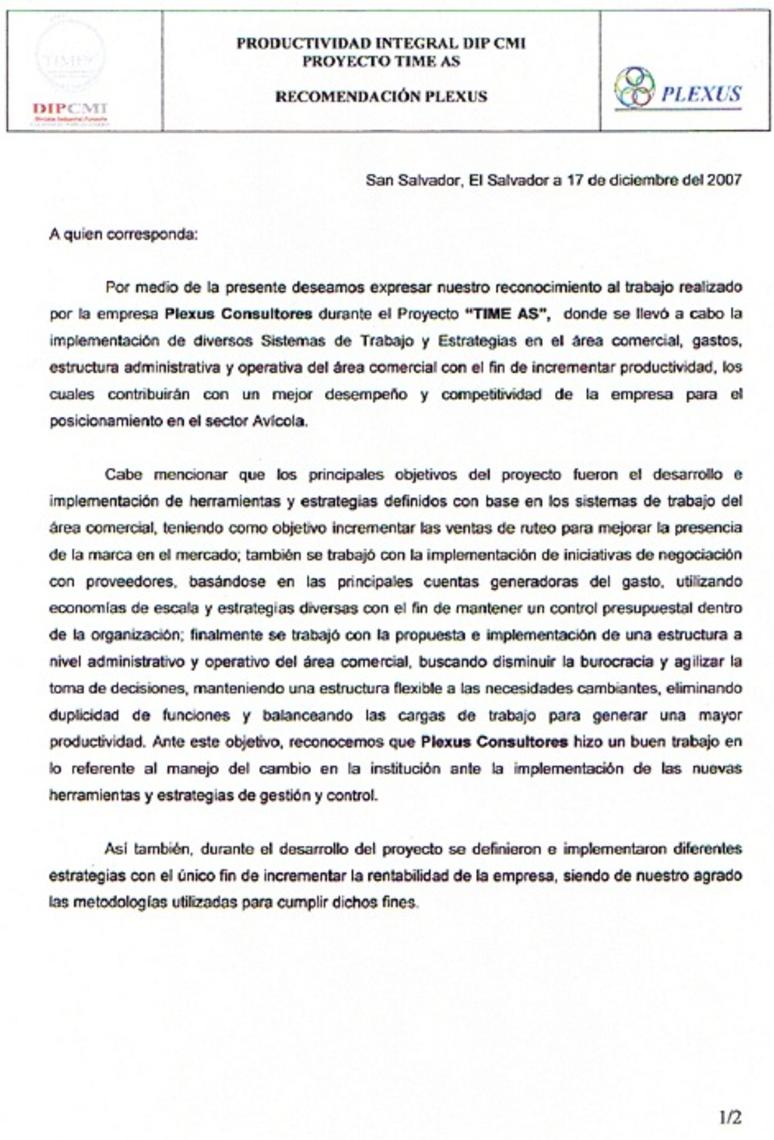 PRODUCTIVIDAD INTEGRAL DIP CMI
PROYECTO TIME AS
RECOMENDACIÓN PLEXUS
TIMES
DIPCMI
PLEXUS
San Salvador, El Salvador a 17 de diciembre del 2007
A quien corresponda:
Por medio de la presente deseamos expresar nuestro reconocimiento al trabajo realizado
por la empresa Plexus Consultores durante el Proyecto “TIME AS”, donde se llevó a cabo la
implementación de diversos Sistemas de Trabajo y Estrategias en el área comercial, gastos,
estructura administrativa y operativa del área comercial con el fin de incrementar productividad, los
cuales contribuirán con un mejor desempeño y competitividad de la empresa para el
posicionamiento en el sector Avícola.
Cabe mencionar que los principales objetivos del proyecto fueron el desarrollo e
implementación de herramientas y estrategias definidos con base en los sistemas de trabajo del
área comercial, teniendo como objetivo incrementar las ventas de ruteo para mejorar la presencia
de la marca en el mercado; también se trabajó con la implementación de iniciativas de negociación
con proveedores, basándose en las principales cuentas generadoras del gasto, utilizando
economías de escala y estrategias diversas con el fin de mantener un control presupuestal dentro
de la organización; finalmente se trabajó con la propuesta e implementación de una estructura a
nivel administrativo y operativo del área comercial, buscando disminuir la burocracia y agilizar la
toma de decisiones, manteniendo una estructura flexible a las necesidades cambiantes, eliminando
duplicidad de funciones y balanceando las cargas de trabajo para generar una mayor
productividad. Ante este objetivo, reconocemos que Plexus Consultores hizo un buen trabajo en
lo referente al manejo del cambio en la institución ante la implementación de las nuevas
herramientas y estrategias de gestión y control.
Así también, durante el desarrollo del proyecto se definieron e implementaron diferentes
estrategias con el único fin de incrementar la rentabilidad de la empresa, siendo de nuestro agrado
las metodologías utilizadas para cumplir dichos fines.
1/2